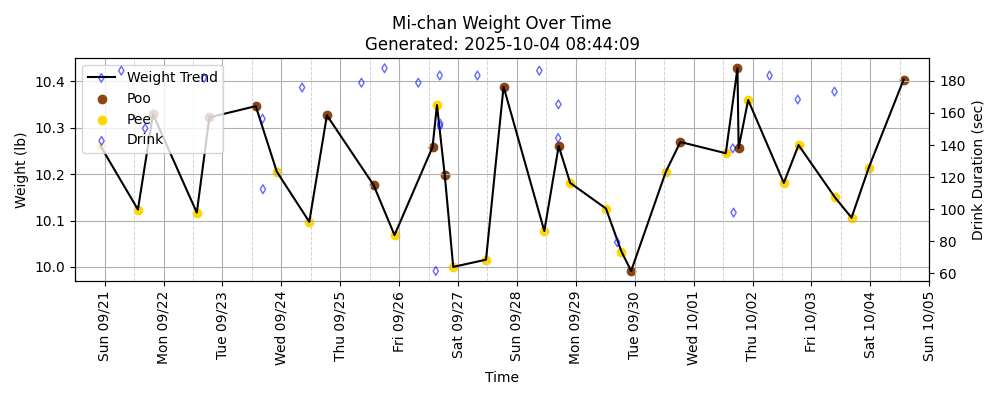 Mi-chan Weight Over Time
Generated: 2025-10-04 08:44:09
Weight (lb)
10.4
10.3
10.2
10.1
10.0
Weight Trend
Poo
Pee
Drink
180
160
140
120
100
80
60
Drink Duration (sec)
Sun 09/21
Mon 09/22
Tue 09/23
Wed 09/24
Thu 09/25
Fri 09/26
Sat 09/27
Sun 09/28
Mon 09/29
Tue 09/30
Wed 10/01
Thu 10/02
Fri 10/03
Sat 10/04
Sun 10/05
Time